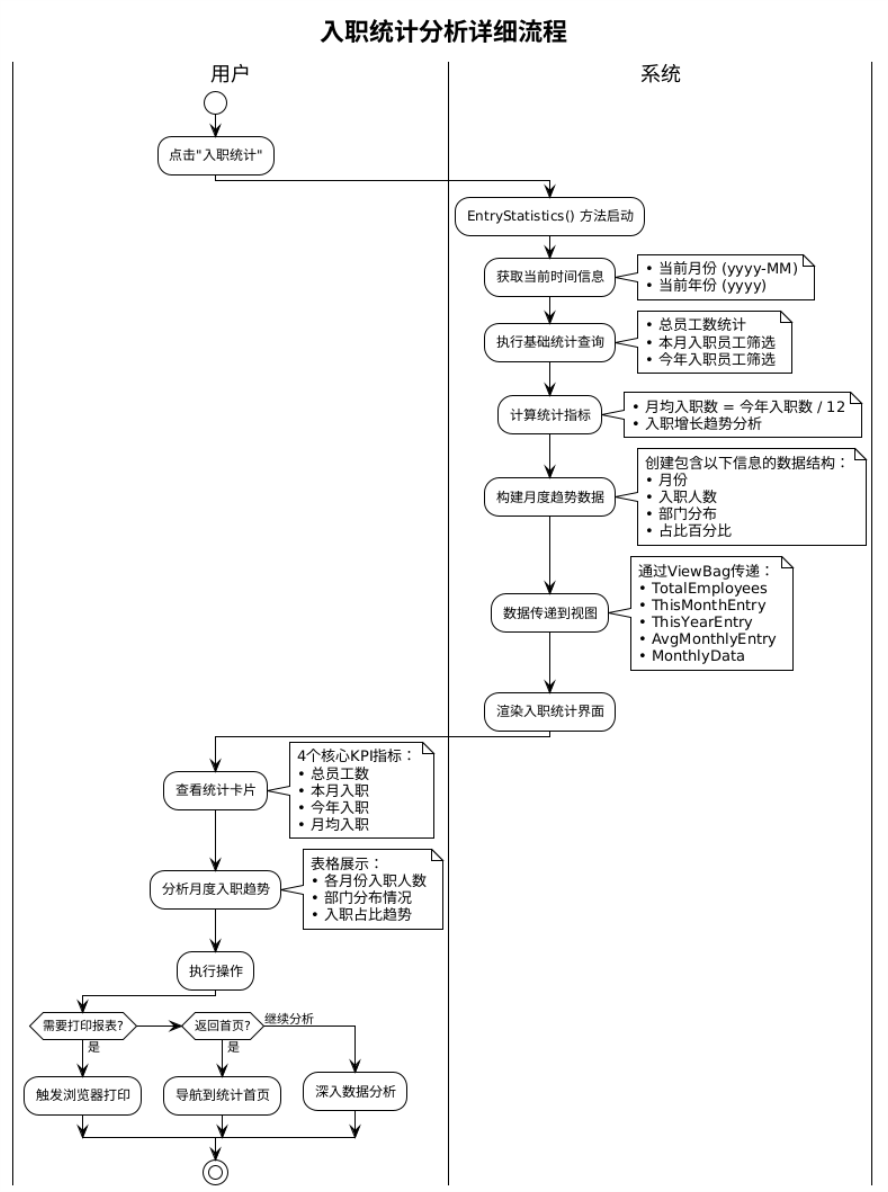 入职统计分析详细流程
用户
系统
点击"入职统计"
EntryStatistics() 方法启动
获取当前时间信息
• 当前月份 (yyyy-MM)
• 当前年份 (yyyy)
执行基础统计查询
• 总员工数统计
• 本月入职员工筛选
• 今年入职员工筛选
计算统计指标
• 月均入职数 = 今年入职数 / 12
• 入职增长趋势分析
构建月度趋势数据
创建包含以下信息的数据结构：
• 月份
• 入职人数
• 部门分布
• 占比百分比
数据传递到视图
通过ViewBag传递：
• TotalEmployees
• ThisMonthEntry
• ThisYearEntry
• AvgMonthlyEntry
• MonthlyData
渲染入职统计界面
查看统计卡片
4个核心KPI指标：
• 总员工数
• 本月入职
• 今年入职
• 月均入职
分析月度入职趋势
表格展示：
• 各月份入职人数
• 部门分布情况
• 入职占比趋势
执行操作
需要打印报表?
返回首页?
继续分析
是
是
触发浏览器打印
导航到统计首页
深入数据分析